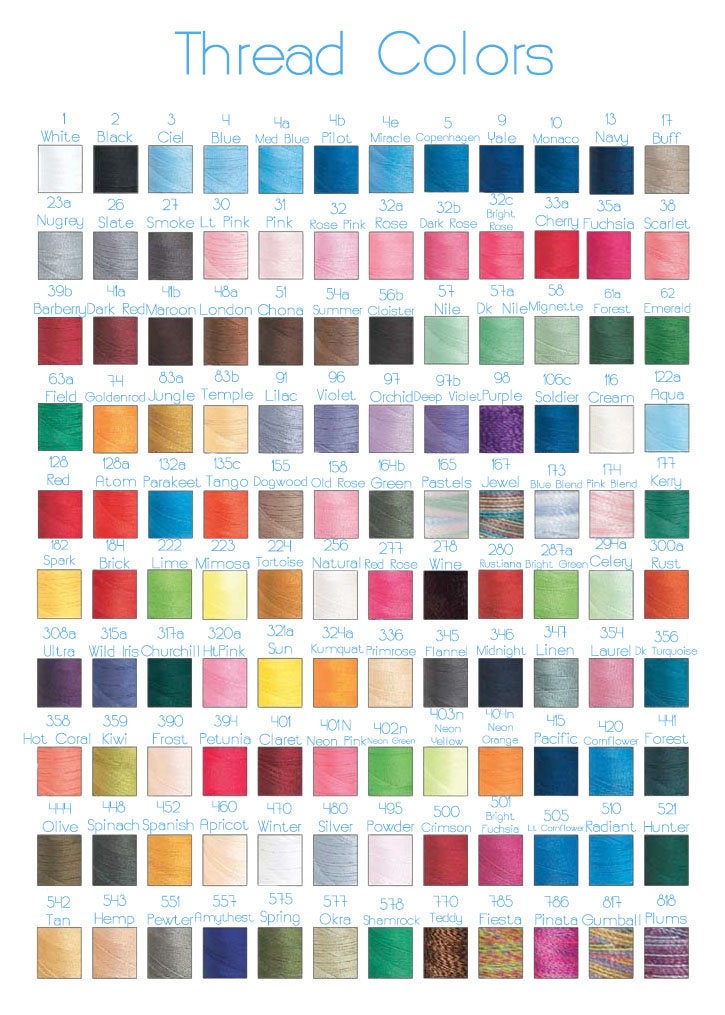 Thread Colors
1 2 3 4 4a 4b 4e 5 9 10 13 17
White Black Ciel Blue Med Blue Pilot Miracle Copenhagen Yale Monaco Navy Buff
23a 26 27 30 31 32 32a 32b 32c 33a 35a 38
Nugrey Slate Smoke Lt Pink Pink Rose Pink Rose Dark Rose Bright Rose Cherry Fuchsia Scarlet
39b 41a 41b 48a 51 54a 56b 57 57a 58 61a 62
Barberry Dark Red Maroon London Chona Summer Cloister Nile Dk Nile Mignette Forest Emerald
63a 74 83a 83b 91 96 97 97b 98 106c 116 122a
Field Goldenrod Jungle Temple Lilac Violet Orchid Deep Violet Purple Soldier Cream Aqua
128 128a 132a 135c 155 158 164b 165 167 173 174 177
Red Atom Parakeet Tango Dogwood Old Rose Green Pastels Jewel Blue Blend Pink Blend Kerry
182 184 222 223 224 256 277 278 280 287a 294a 300a
Spark Brick Lime Mimosa Tortoise Natural Red Rose Wine Rustiana Bright Green Celery Rust
308a 315a 317a 320a 321a 324a 336 345 346 347 354 356
Ultra Wild Iris Churchill Ht.Pink Sun Kumquat Primrose Flannel Midnight Linen Laurel Dk Turquoise
358 359 390 394 401 401N 402n 403n 404n 415 420 441
Hot Coral Kiwi Frost Petunia Claret Neon Pink Neon Green Neon Yellow Neon Orange Pacific Cornflower Forest
444 448 452 460 470 480 495 500 501 505 510 521
Olive Spinach Spanish Apricot Winter Silver Powder Crimson Bright Fuchsia Lt Cornflower Radiant Hunter
542 543 551 557 575 577 578 770 785 786 817 818
Tan Hemp Pewter Amythest Spring Okra Shamrock Teddy Fiesta Pinata Gumball Plums